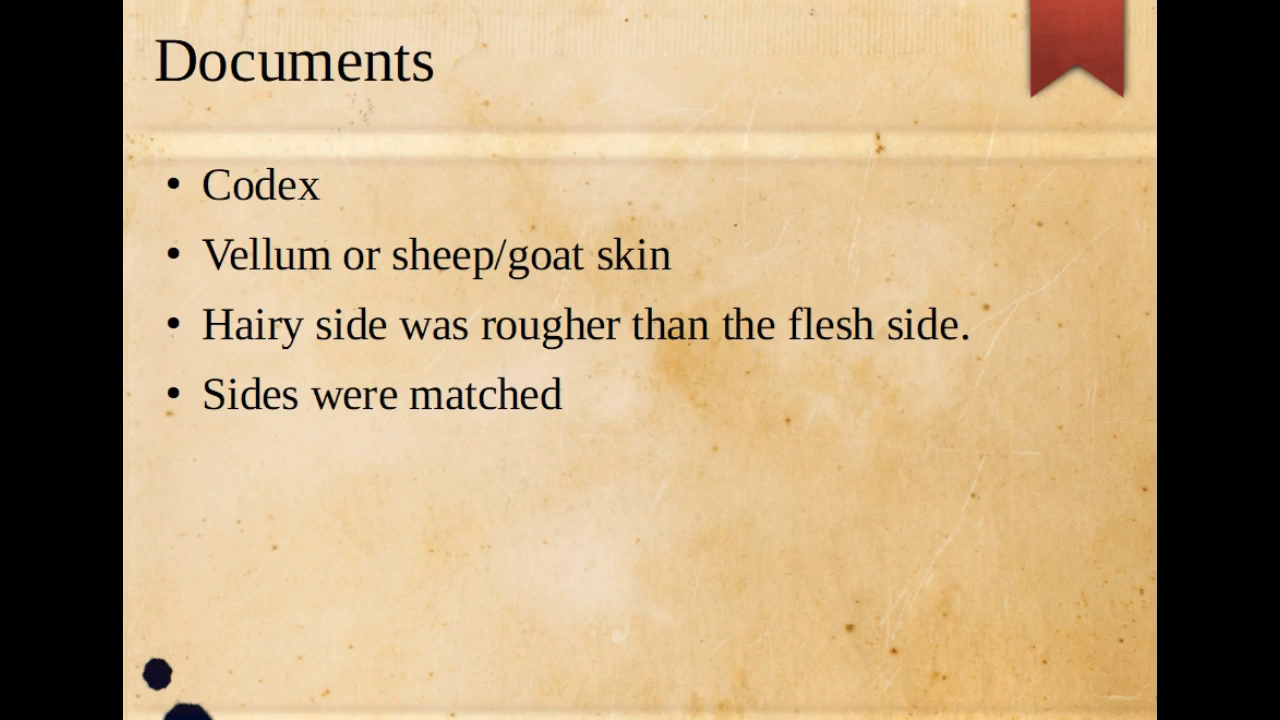 Documents
• Codex
• Vellum or sheep/goat skin
• Hairy side was rougher than the flesh side.
• Sides were matched